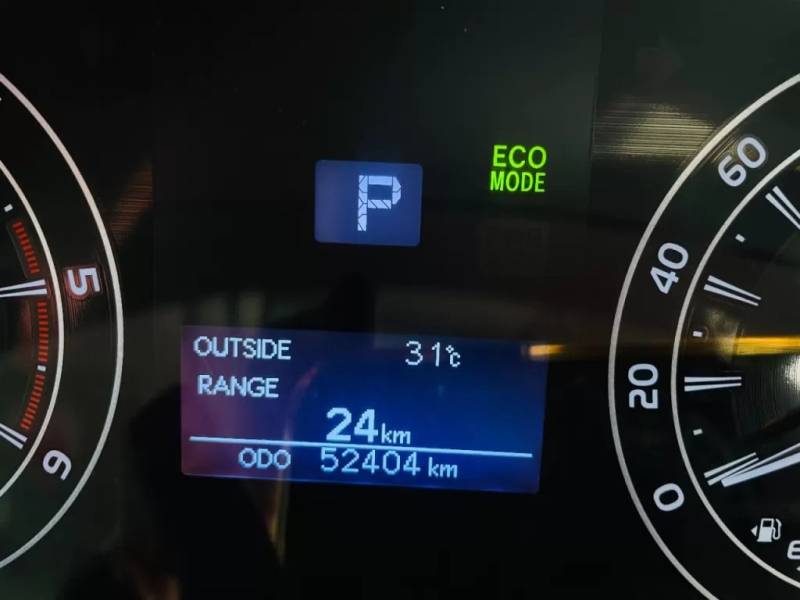 ECO
MODE
P
OUTSIDE 31℃
RANGE
24km
ODO 52404 km
5
6
60
40
20
0
E